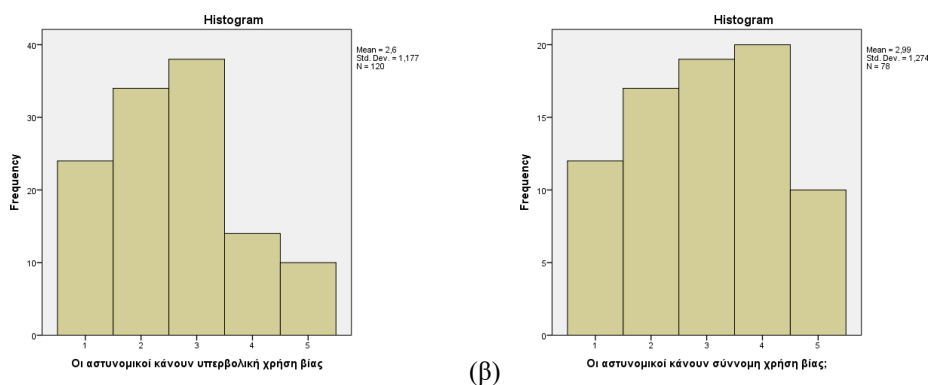 Histogram
Mean = 2,6
Std. Dev. = 1,177
N = 120
Frequency
40
30
20
10
0
1 2 3 4 5
Οι αστυνομικοί κάνουν υπερβολική χρήση βίας
(β)
Histogram
Mean = 2,99
Std. Dev. = 1,274
N = 78
Frequency
20
15
10
5
0
1 2 3 4 5
Οι αστυνομικοί κάνουν σύννομη χρήση βίας;